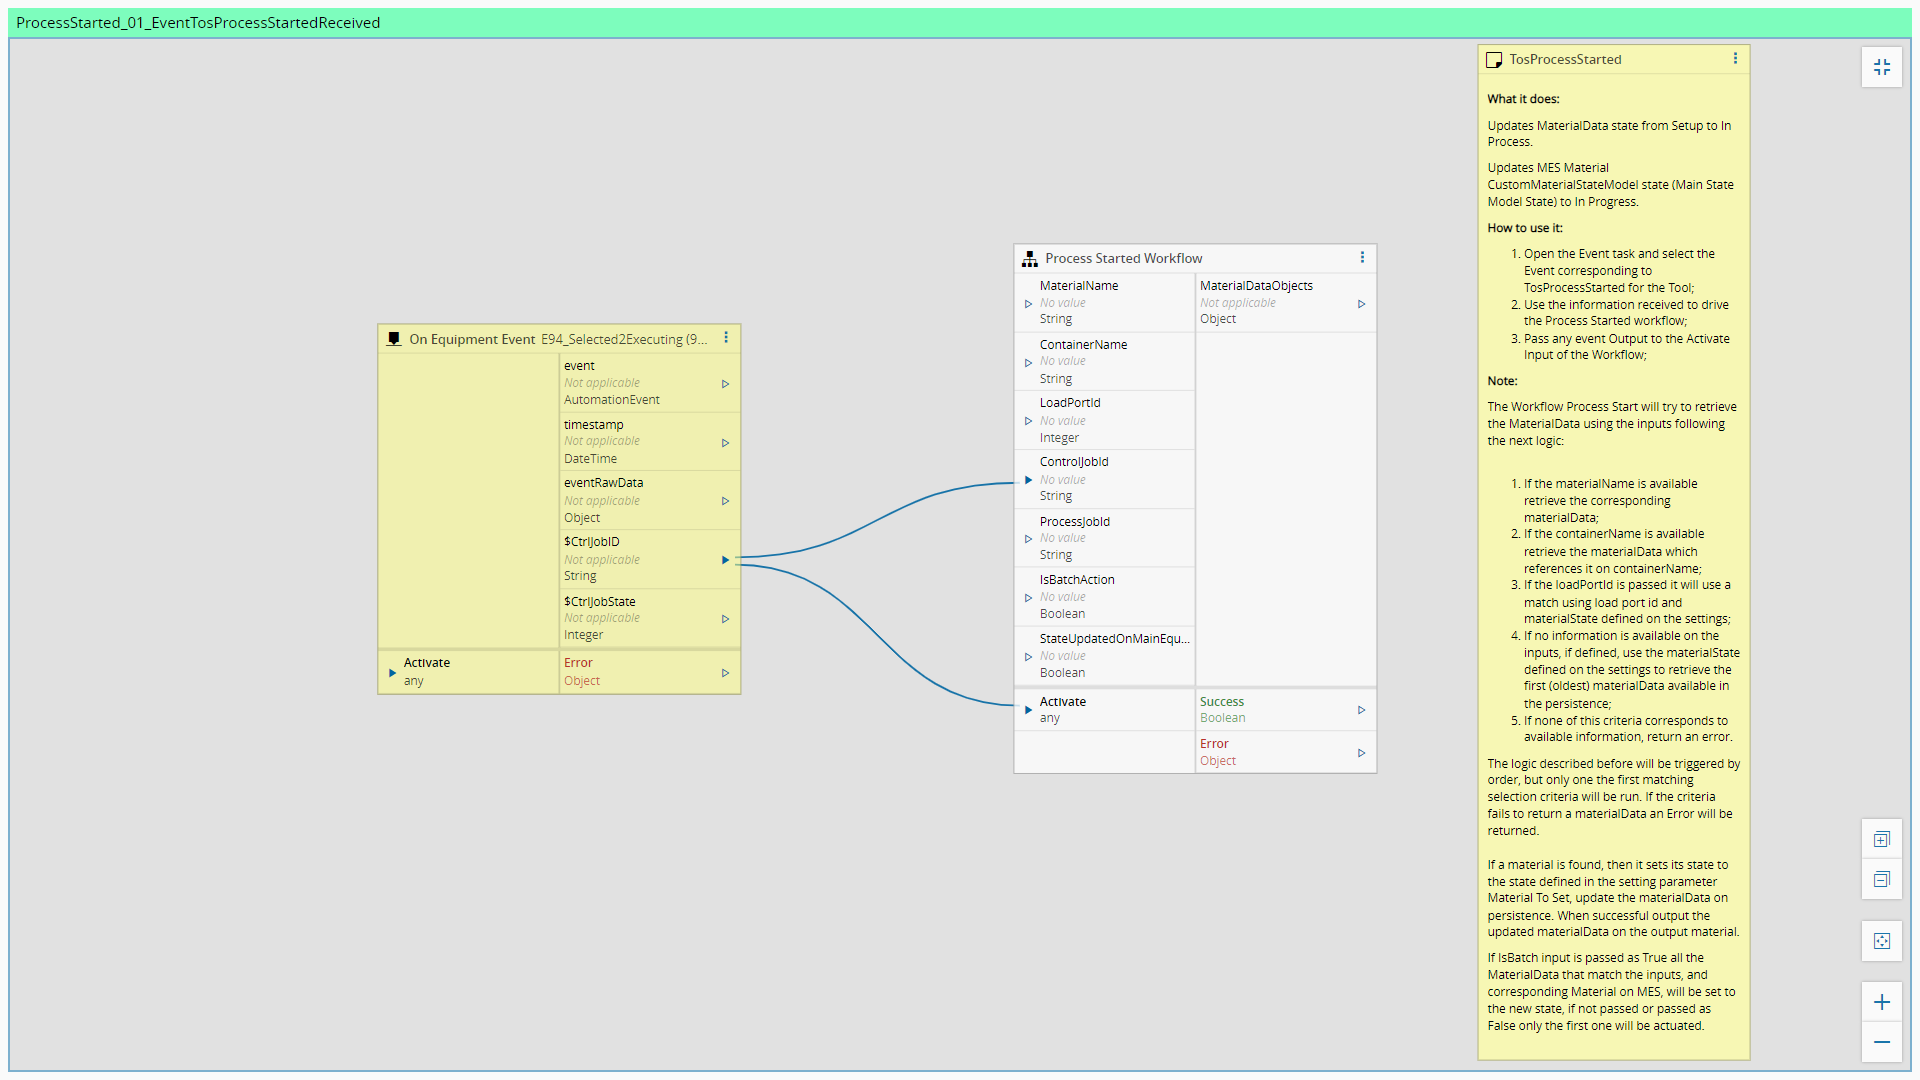 ProcessStarted_01_EventTosProcessStartedReceived
On Equipment Event E94_Selected2Executing (9...
event
Not applicable
AutomationEvent
timestamp
Not applicable
DateTime
eventRawData
Not applicable
Object
$CtrlJobID
Not applicable
String
$CtrlJobState
Not applicable
Integer
Activate
any
Error
Object
Process Started Workflow
MaterialName
No value
String
ContainerName
No value
String
LoadPortId
No value
Integer
ControlJobId
No value
String
ProcessJobId
No value
String
IsBatchAction
No value
Boolean
StateUpdatedOnMainEqu...
No value
Boolean
MaterialDataObjects
Not applicable
Object
Activate
any
Success
Boolean
Error
Object
TosProcessStarted
What it does:
Updates MaterialData state from Setup to In
Process.
Updates MES Material
CustomMaterialStateModel state (Main State
Model State) to In Progress.
How to use it:
1. Open the Event task and select the
Event corresponding to
TosProcessStarted for the Tool;
2. Use the information received to drive
the Process Started workflow;
3. Pass any event Output to the Activate
Input of the Workflow;
Note:
The Workflow Process Start will try to retrieve
the MaterialData using the inputs following
the next logic:
1. If the materialName is available
retrieve the corresponding
materialData;
2. If the containerName is available
retrieve the materialData which
references it on containerName;
3. If the loadPortId is passed it will use a
match using load port id and
materialState defined on the settings;
4. If no information is available on the
inputs, if defined, use the materialState
defined on the settings to retrieve the
first (oldest) materialData available in
the persistence;
5. If none of this criteria corresponds to
available information, return an error.
The logic described before will be triggered by
order, but only one the first matching
selection criteria will be run. If the criteria
fails to return a materialData an Error will be
returned.
If a material is found, then it sets its state to
the state defined in the setting parameter
Material To Set, update the materialData on
persistence. When successful output the
updated materialData on the output material.
If IsBatch input is passed as True all the
MaterialData that match the inputs, and
corresponding Material on MES, will be set to
the new state, if not passed or passed as
False only the first one will be actuated.